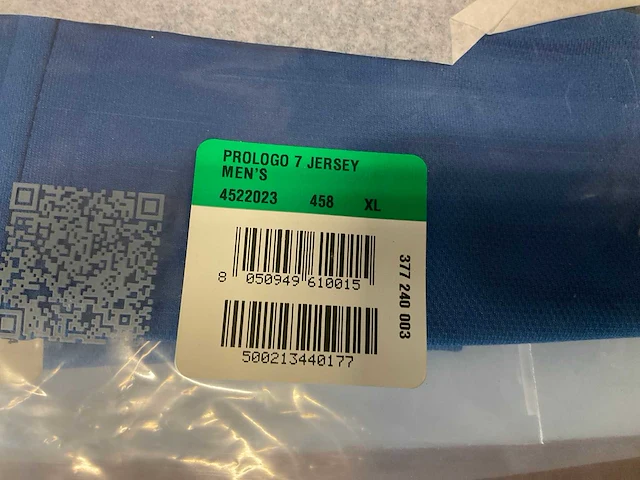 PROLOGO 7 JERSEY
MEN'S
4522023 458 XL
8 050949 610015
500213440177
377 240 003